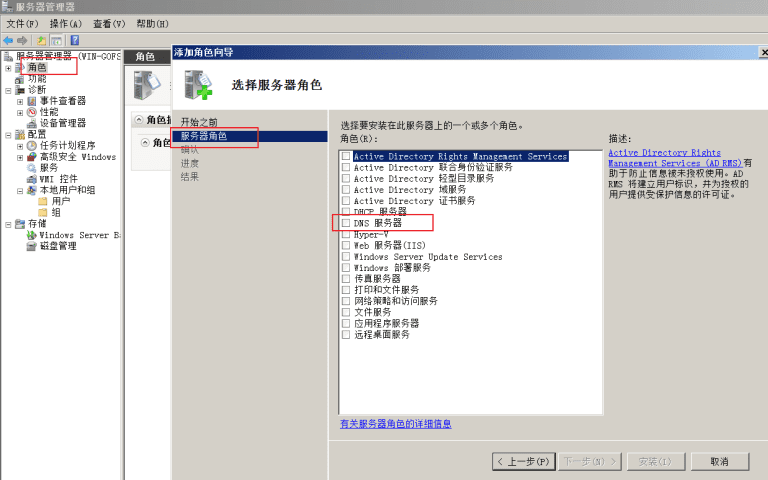 服务器管理器
文件(F) 操作(A) 查看(V) 帮助(H)
服务器管理器 (WIN-GOFS
角色
功能
诊断
事件查看器
性能
设备管理器
配置
任务计划程序
高级安全 Windows
服务
WMI 控件
本地用户和组
用户
组
存储
Windows Server Ba
磁盘管理
角色
添加角色向导
选择服务器角色
开始之前
服务器角色
确认
进度
结果
选择要安装在此服务器上的一个或多个角色。
角色(R):
Active Directory Rights Management Services
Active Directory 联合身份验证服务
Active Directory 轻型目录服务
Active Directory 域服务
Active Directory 证书服务
DHCP 服务器
DNS 服务器
Hyper-V
Web 服务器(IIS)
Windows Server Update Services
Windows 部署服务
传真服务器
打印和文件服务
网络策略和访问服务
文件服务
应用程序服务器
远程桌面服务
有关服务器角色的详细信息
描述:
Active Directory Rights
Management Services (AD RMS)有
助于防止信息被未授权使用。AD
RMS 将建立用户标识，并为授权的
用户提供受保护信息的许可证。
< 上一步(P) 下一步(N) > 安装(I) 取消